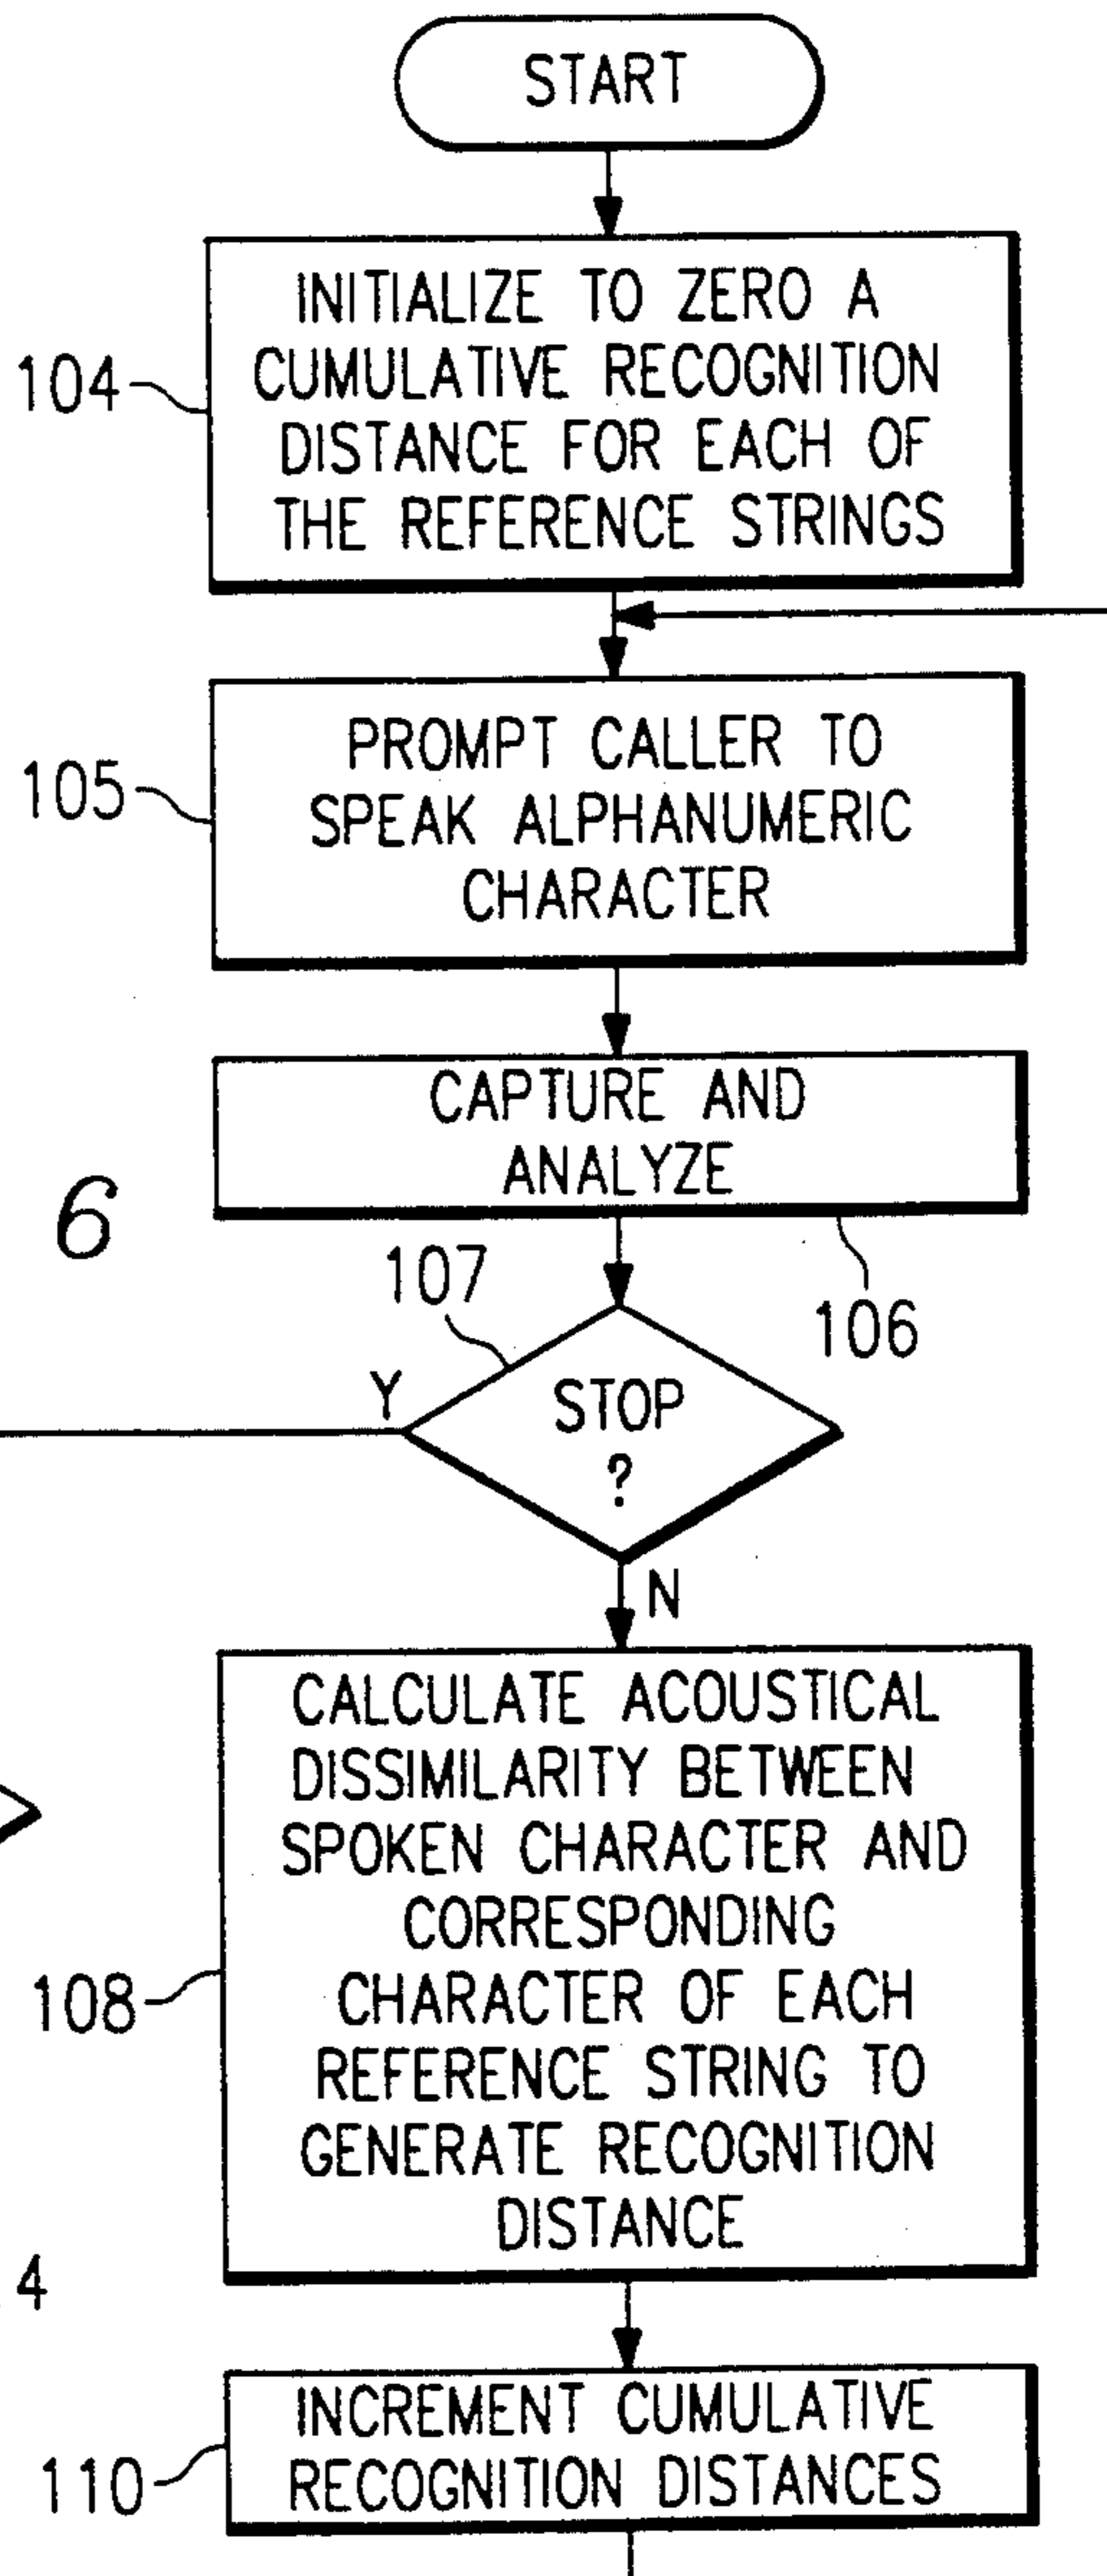 START
INITIALIZE TO ZERO A
CUMULATIVE RECOGNITION
DISTANCE FOR EACH OF
THE REFERENCE STRINGS
104
PROMPT CALLER TO
SPEAK ALPHANUMERIC
CHARACTER
105
CAPTURE AND
ANALYZE
6
107
106
Y
STOP
?
N
CALCULATE ACOUSTICAL
DISSIMILARITY BETWEEN
SPOKEN CHARACTER AND
CORRESPONDING
CHARACTER OF EACH
REFERENCE STRING TO
GENERATE RECOGNITION
DISTANCE
108
4
INCREMENT CUMULATIVE
RECOGNITION DISTANCES
110